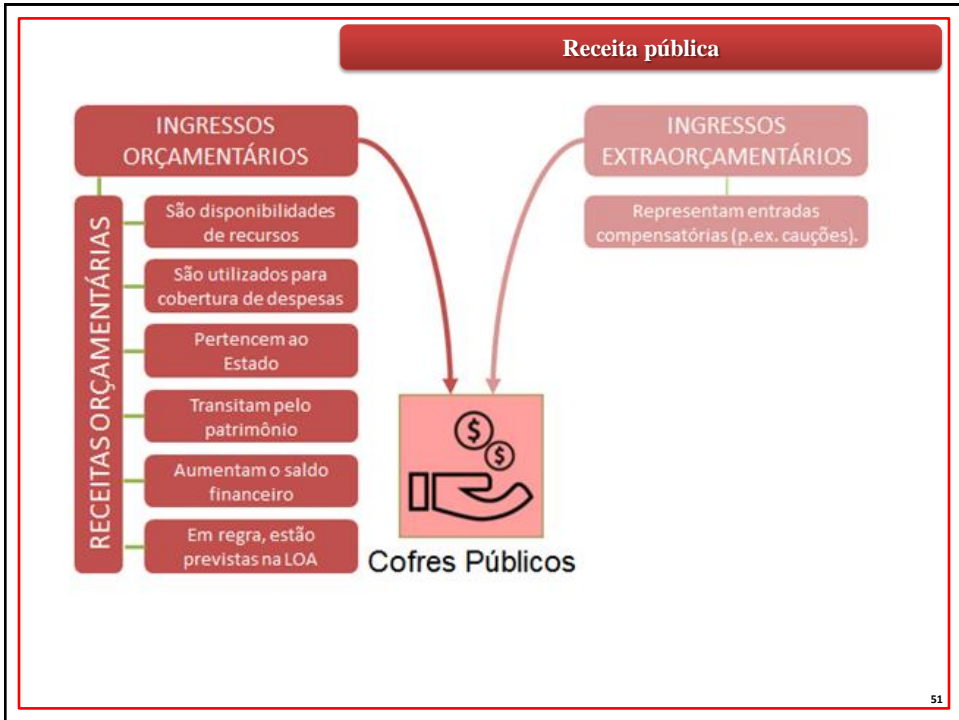 Receita pública
INGRESSOS
ORÇAMENTÁRIOS
RECEITAS ORÇAMENTÁRIAS
São disponibilidades
de recursos
São utilizados para
cobertura de despesas
Pertencem ao
Estado
Transitam pelo
patrimônio
Aumentam o saldo
financeiro
Em regra, estão
previstas na LOA
INGRESSOS
EXTRAORÇAMENTÁRIOS
Representam entradas
compensatórias (p.ex. cauções).
$
$
Cofres Públicos
51